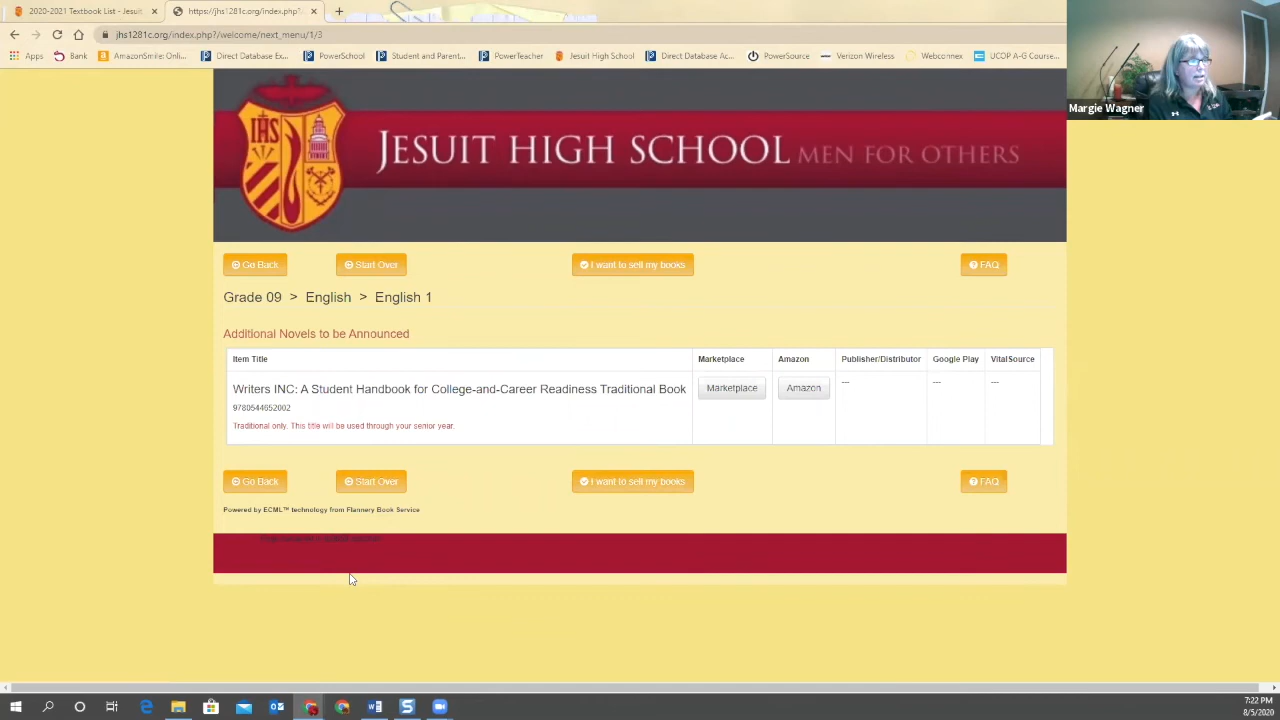 2020-2021 Textbook List - Jesuit
https://jhs1281c.org/index.php?
jhs1281c.org/index.php?/welcome/next_menu/1/3
Apps
Bank
AmazonSmile: Onli...
PowerSchool
Student and Parent...
PowerTeacher
Jesuit High School
Direct Database Ac...
PowerSource
Verizon Wireless
Webconnex
UCOP A-G Course...
Direct Database Ex...
Margie Wagner
IHS
JESUIT HIGH SCHOOL MEN FOR OTHERS
Go Back Start Over I want to sell my books FAQ
Grade 09 > English > English 1
Additional Novels to be Announced
Item Title Marketplace Amazon Publisher/Distributor Google Play VitalSource
Writers INC: A Student Handbook for College-and-Career Readiness Traditional Book Marketplace Amazon --- --- ---
9780544652002
Traditional only. This title will be used through your senior year.
Go Back Start Over I want to sell my books FAQ
Powered by ECML™ technology from Flannery Book Service
7:22 PM
8/5/2020